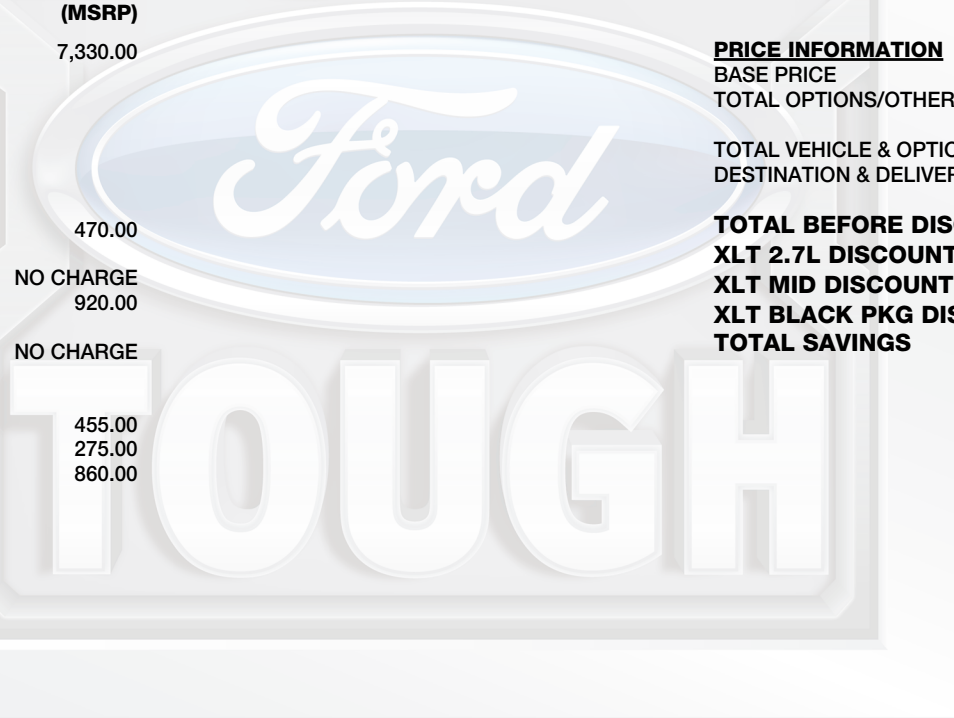 (MSRP)
7,330.00
470.00
NO CHARGE
920.00
NO CHARGE
455.00
275.00
860.00
Ford
TOUGH
PRICE INFORMATION
BASE PRICE
TOTAL OPTIONS/OTHER
TOTAL VEHICLE & OPTIO
DESTINATION & DELIVER
TOTAL BEFORE DIS
XLT 2.7L DISCOUNT
XLT MID DISCOUNT
XLT BLACK PKG DIS
TOTAL SAVINGS